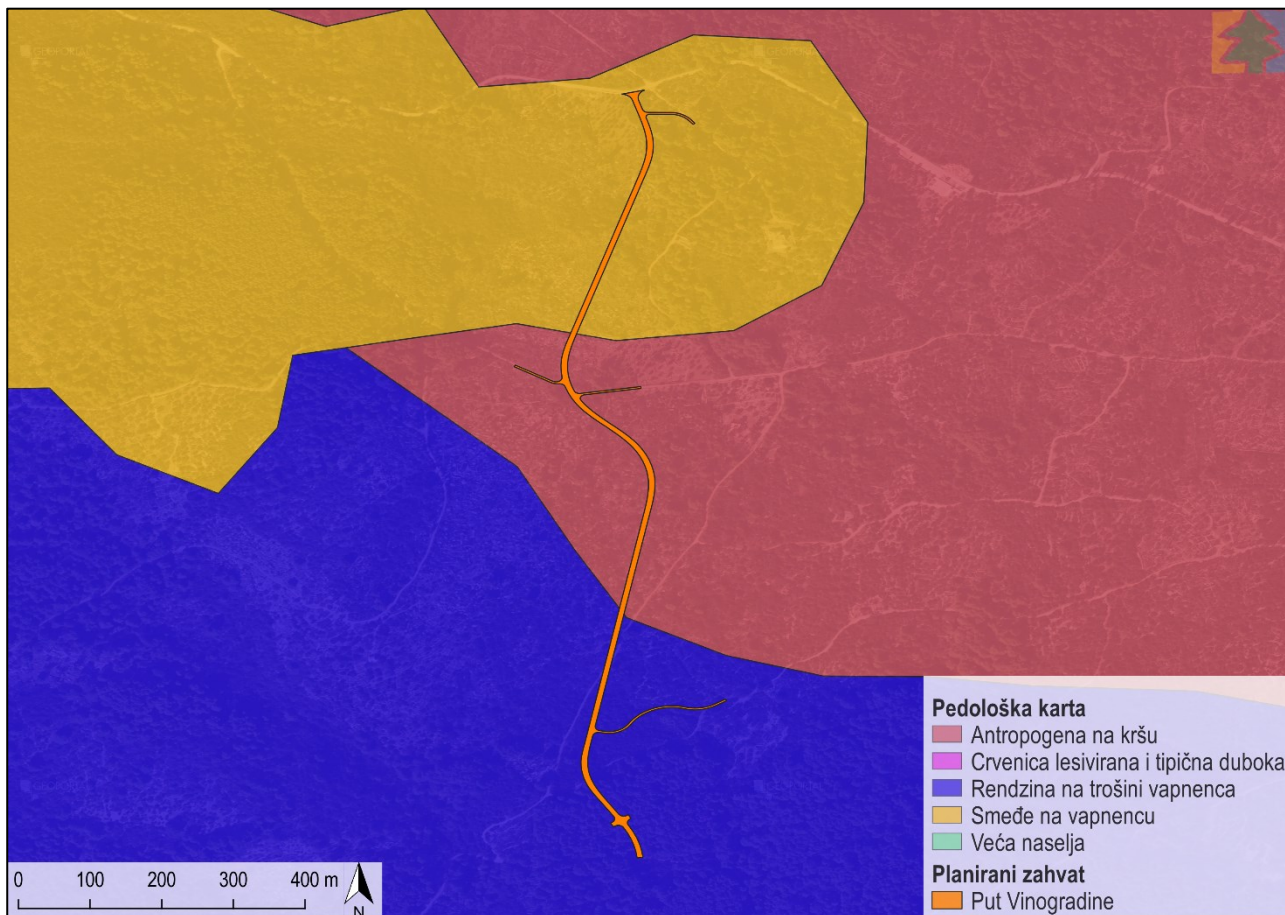 Pedološka karta
Antropogena na kršu
Crvenica lesivirana i tipična duboka
Rendzina na trošini vapnenca
Smeđe na vapnencu
Veća naselja
Planirani zahvat
Put Vinogradine
0 100 200 300 400 m
N